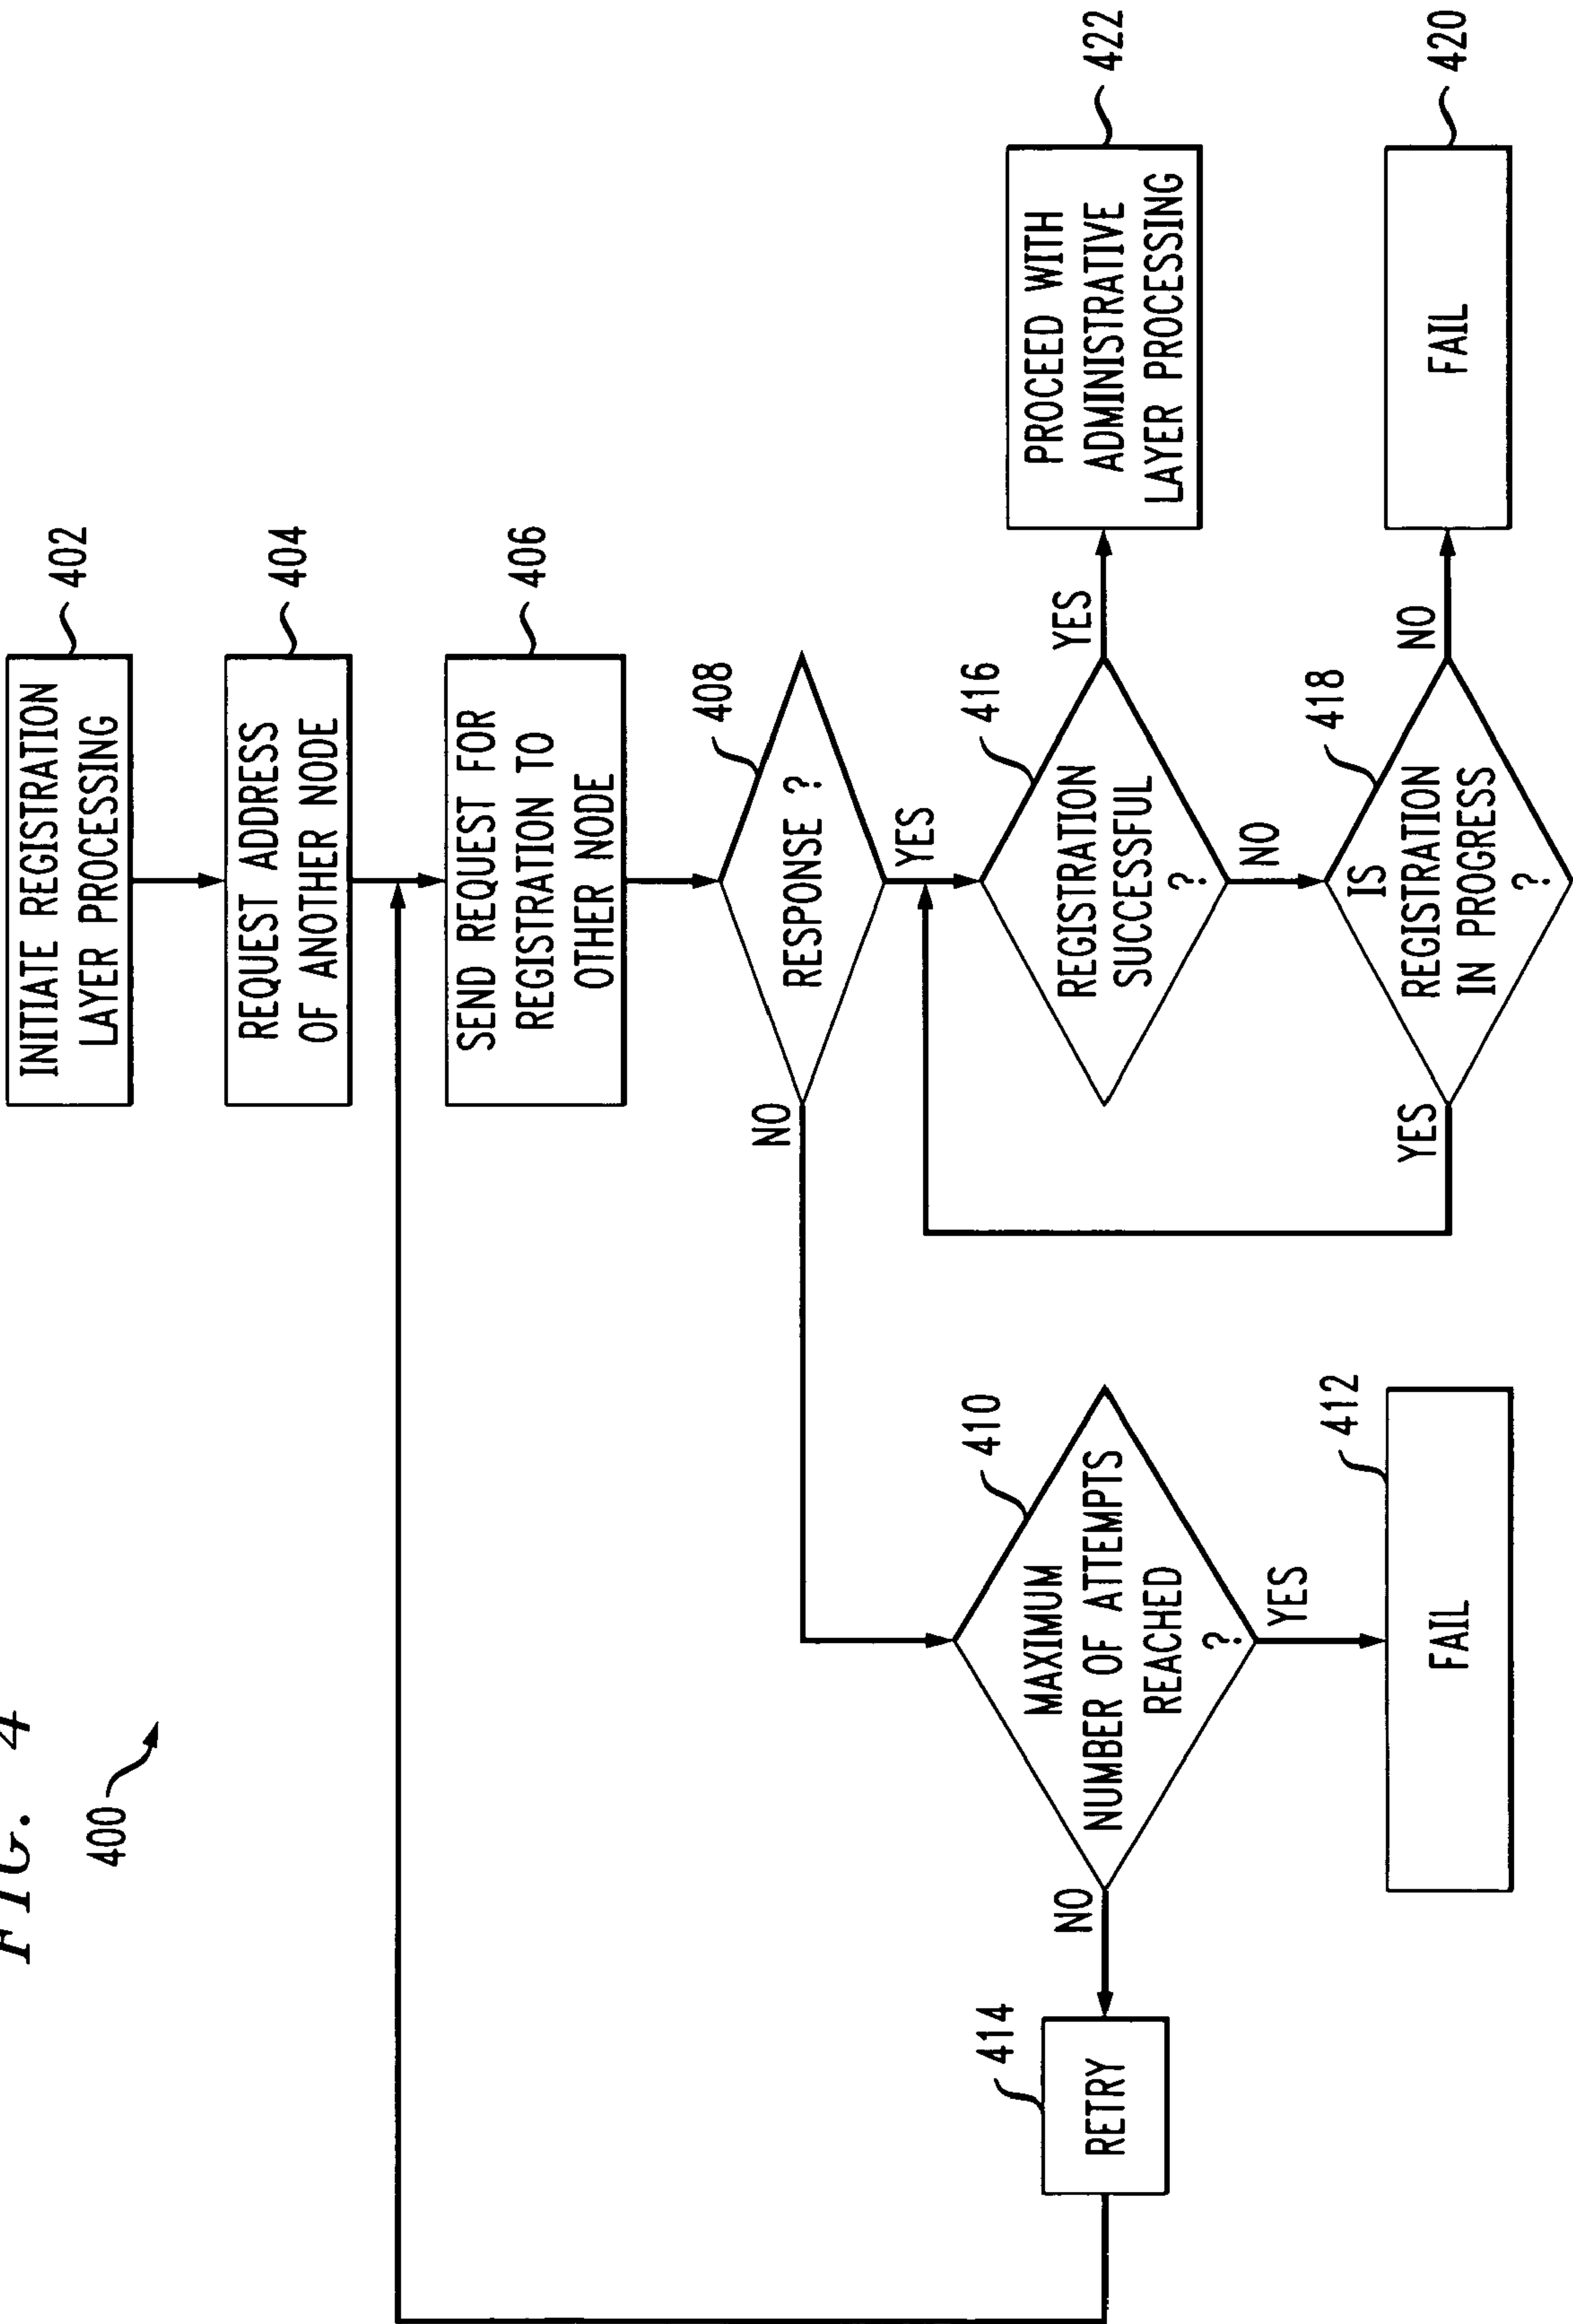 FIG. 4
400
INITIATE REGISTRATION
LAYER PROCESSING
402
REQUEST ADDRESS
OF ANOTHER NODE
404
SEND REQUEST FOR
REGISTRATION TO
OTHER NODE
406
RESPONSE ?
408
NO
YES
MAXIMUM
NUMBER OF ATTEMPTS
REACHED
?
410
NO
YES
RETRY
414
FAIL
412
REGISTRATION
SUCCESSFUL
?
416
YES
NO
PROCEED WITH
ADMINISTRATIVE
LAYER PROCESSING
422
IS
REGISTRATION
IN PROGRESS
?
418
YES
NO
FAIL
420